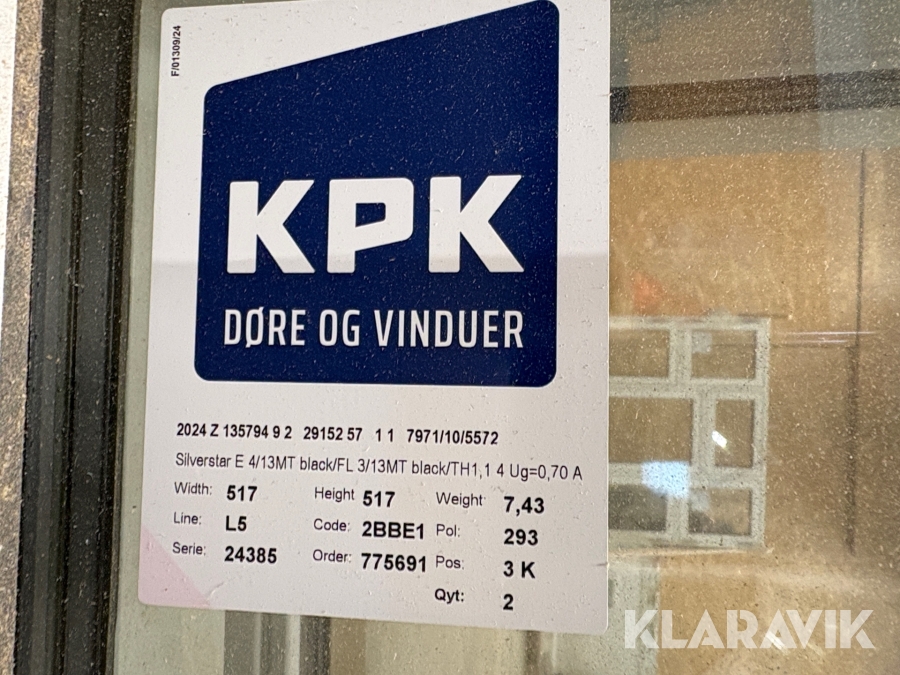 F/01309/24
KPK
DØRE OG VINDUER
2024 Z 135794 9 2 29152 57 1 1 7971/10/5572
Silverstar E 4/13MT black/FL 3/13MT black/TH1,1 4 Ug=0,70 A
Width: 517 Height 517 Weight 7,43
Line: L5 Code: 2BBE1 Pol: 293
Serie: 24385 Order: 775691 Pos: 3 K
Qyt: 2
KLARAVIK